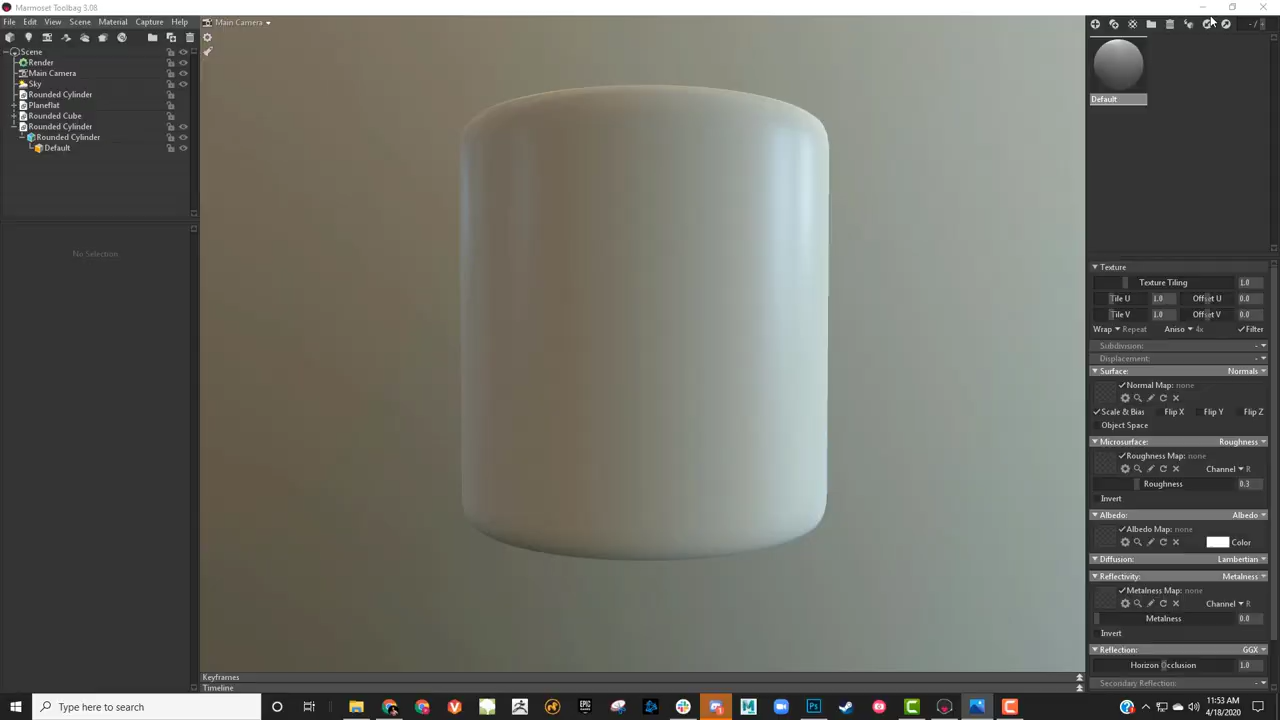 Marmoset Toolbag 3.08
File Edit View Scene Material Capture Help
Main Camera
- /
Scene
Render
Main Camera
Sky
Rounded Cylinder
Planeflat
Rounded Cube
Rounded Cylinder
Rounded Cylinder
Default
No Selection
Default
Texture
Texture Tiling 1.0
Tile U 1.0 Offset U 0.0
Tile V 1.0 Offset V 0.0
Wrap Repeat Aniso 4x Filter
Subdivision: -
Displacement: -
Surface: Normals
Normal Map: none
Scale & Bias Flip X Flip Y Flip Z
Object Space
Microsurface: Roughness
Roughness Map: none
Channel R
Roughness 0.3
Invert
Albedo: Albedo
Albedo Map: none
Color
Diffusion: Lambertian
Reflectivity: Metalness
Metalness Map: none
Channel R
Metalness 0.0
Invert
Reflection: GGX
Horizon Occlusion 1.0
Secondary Reflection: -
Keyframes
Timeline
Type here to search
11:53 AM
4/18/2020